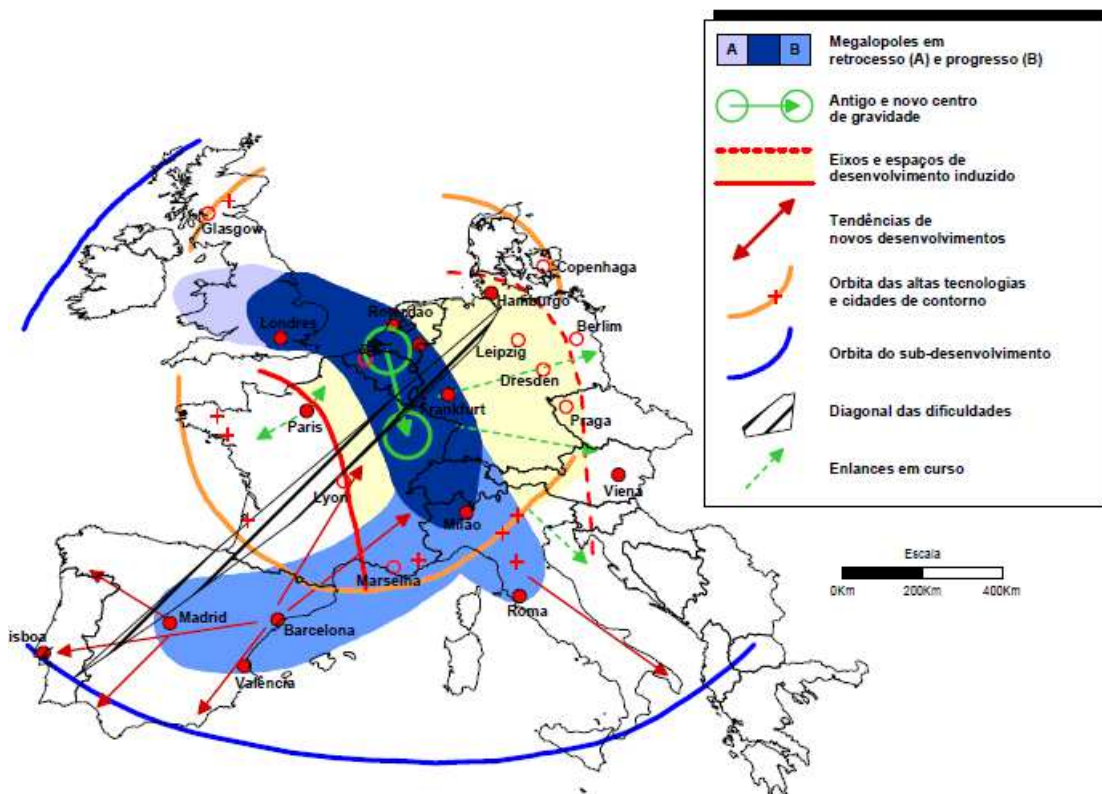 A B
Megalopoles em
retrocesso (A) e progresso (B)
Antigo e novo centro
de gravidade
Eixos e espaços de
desenvolvimento induzido
Tendências de
novos desenvolvimentos
Orbita das altas tecnologias
e cidades de contorno
Orbita do sub-desenvolvimento
Diagonal das dificuldades
Enlances em curso
Escala
0Km 200Km 400Km
Glasgow
Copenhaga
Hamburgo
Londres
Berlim
Leipzig
Dresden
Frankfurt
Praga
Paris
Viena
Lyon
Milão
Marselha
Roma
Madrid
Barcelona
isboa
Valência